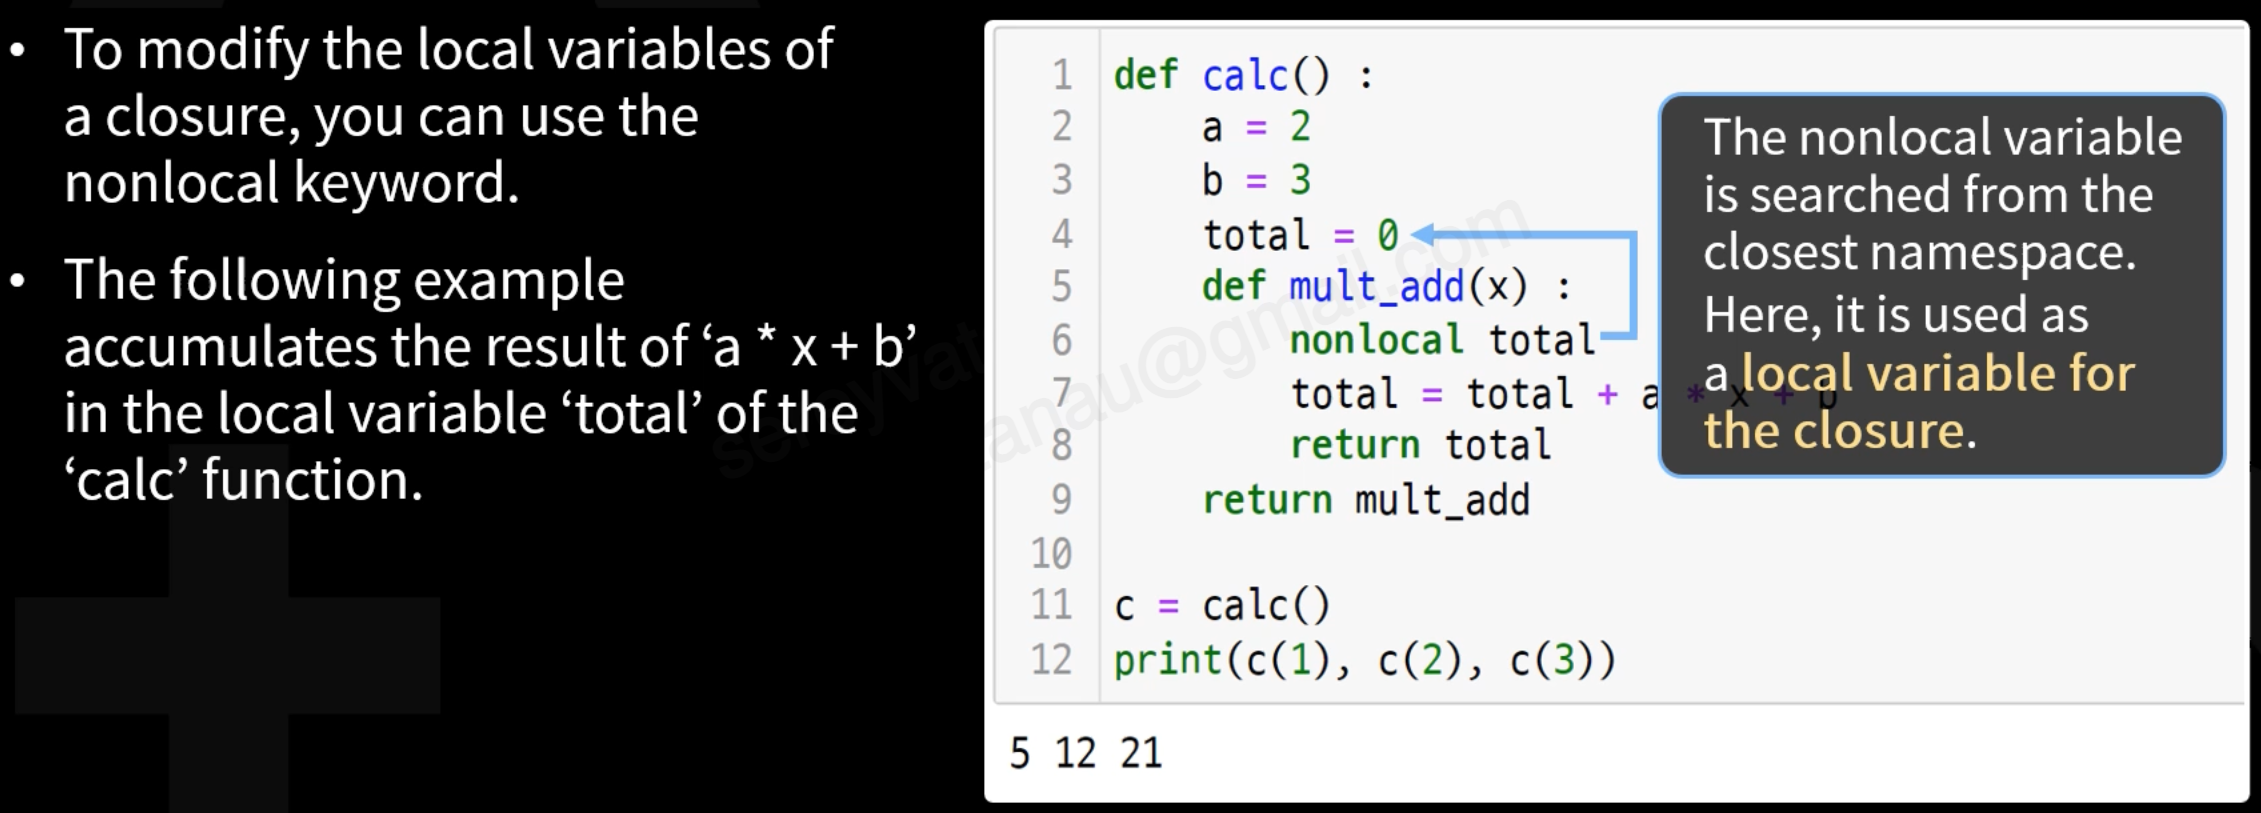 • To modify the local variables of
a closure, you can use the
nonlocal keyword.
• The following example
accumulates the result of ‘a * x + b’
in the local variable ‘total’ of the
‘calc’ function.
1 def calc() :
2 a = 2
3 b = 3
4 total = 0
5 def mult_add(x) :
6 nonlocal total
7 total = total + a * x + b
8 return total
9 return mult_add
10
11 c = calc()
12 print(c(1), c(2), c(3))
5 12 21
The nonlocal variable
is searched from the
closest namespace.
Here, it is used as
a local variable for
the closure.